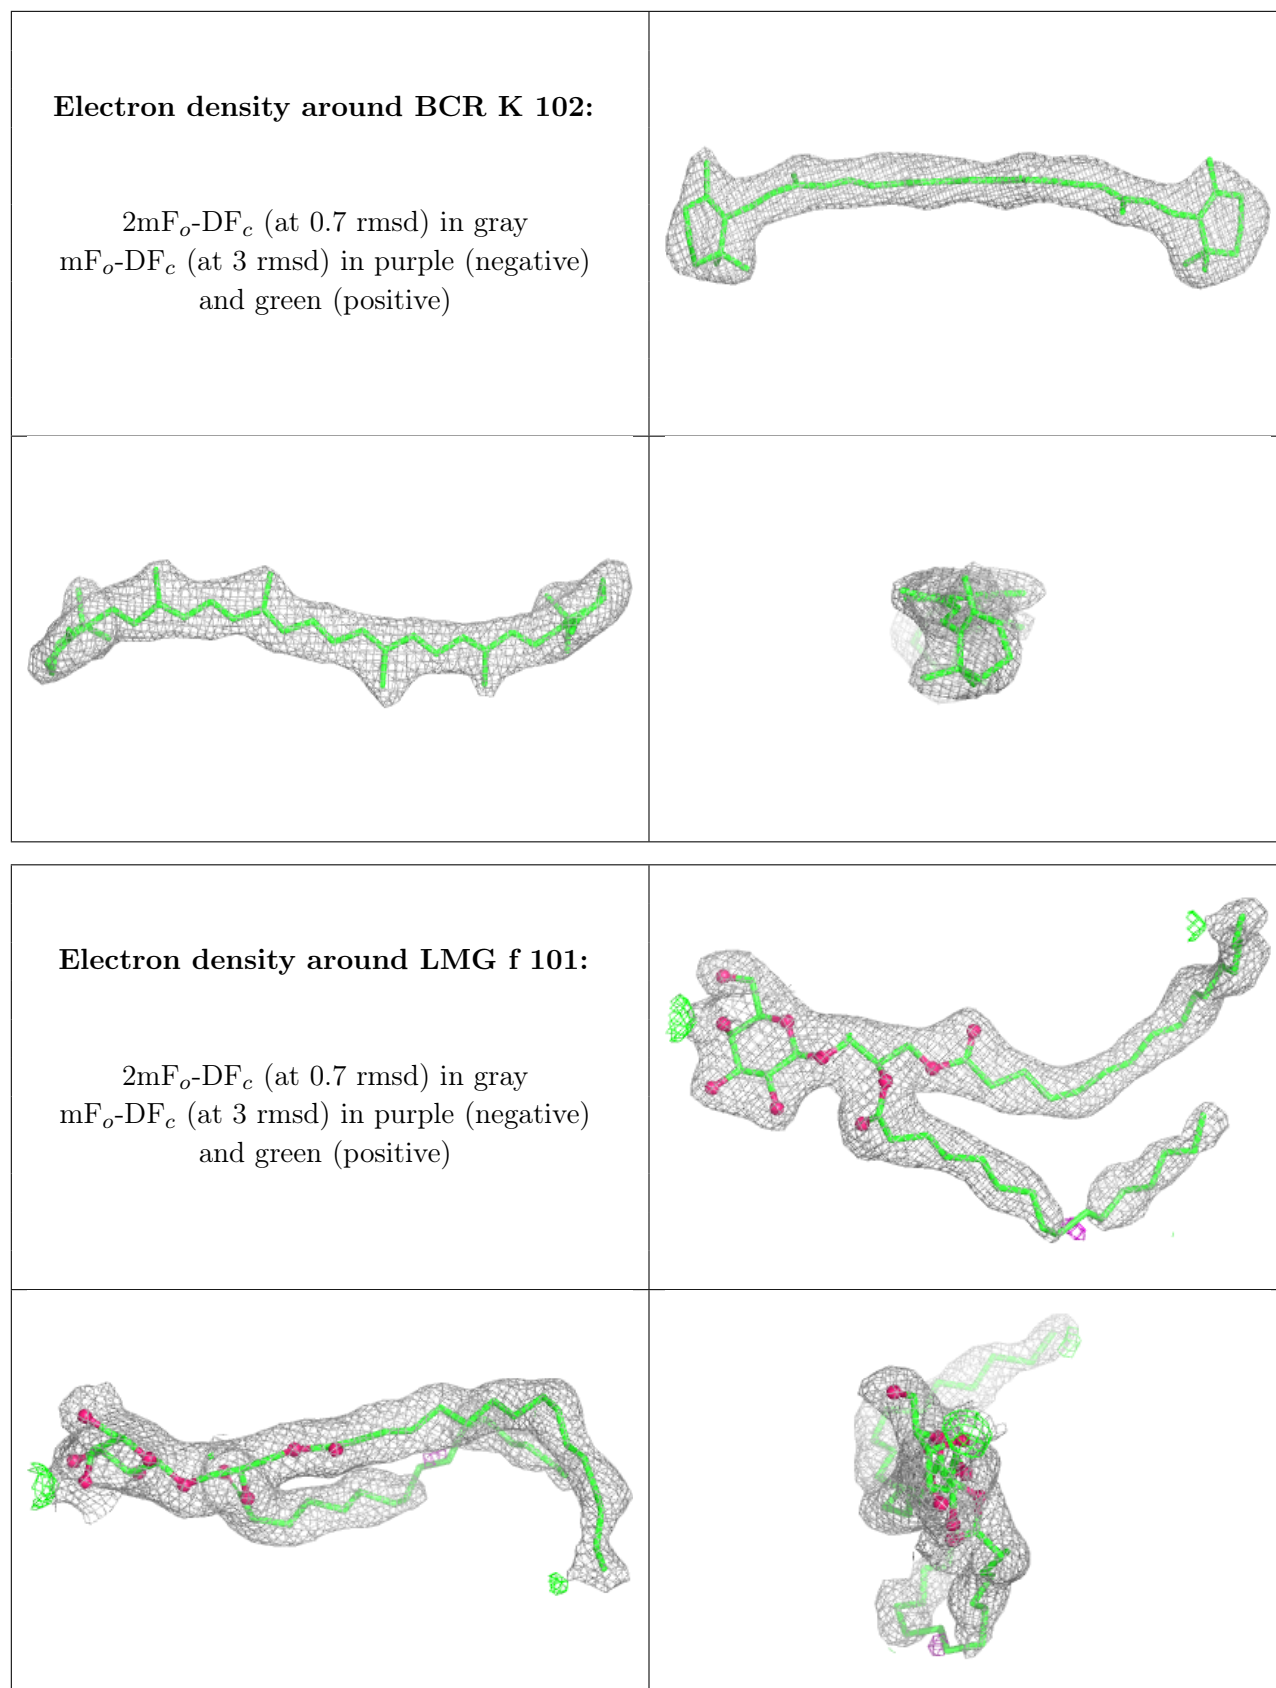 Electron density around BCR K 102:
2mFₒ-DF𝒸 (at 0.7 rmsd) in gray
mFₒ-DF𝒸 (at 3 rmsd) in purple (negative)
and green (positive)
Electron density around LMG f 101:
2mFₒ-DF𝒸 (at 0.7 rmsd) in gray
mFₒ-DF𝒸 (at 3 rmsd) in purple (negative)
and green (positive)